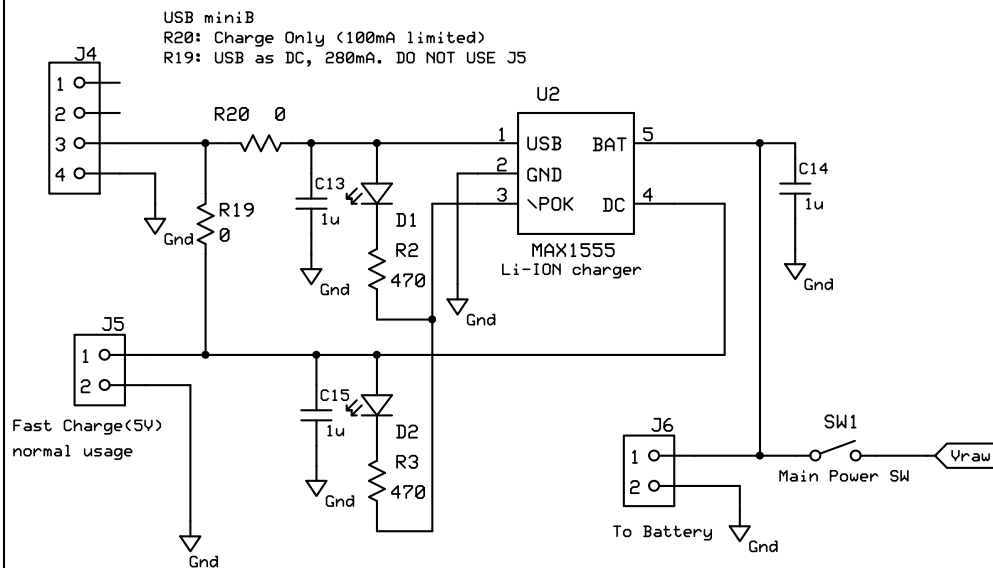 USB miniB
R20: Charge Only (100mA limited)
R19: USB as DC, 280mA. DO NOT USE J5
J4
1
2
3
4
Gnd
R20 0
R19
0
C13
1u
Gnd
D1
R2
470
U2
1
2
3
USB
GND
\POK
BAT
DC
5
4
MAX1555
Li-ION charger
Gnd
C14
1u
Gnd
J5
1
2
Fast Charge(5V)
normal usage
Gnd
C15
1u
Gnd
D2
R3
470
J6
1
2
To Battery
Gnd
SW1
Main Power SW
Vraw